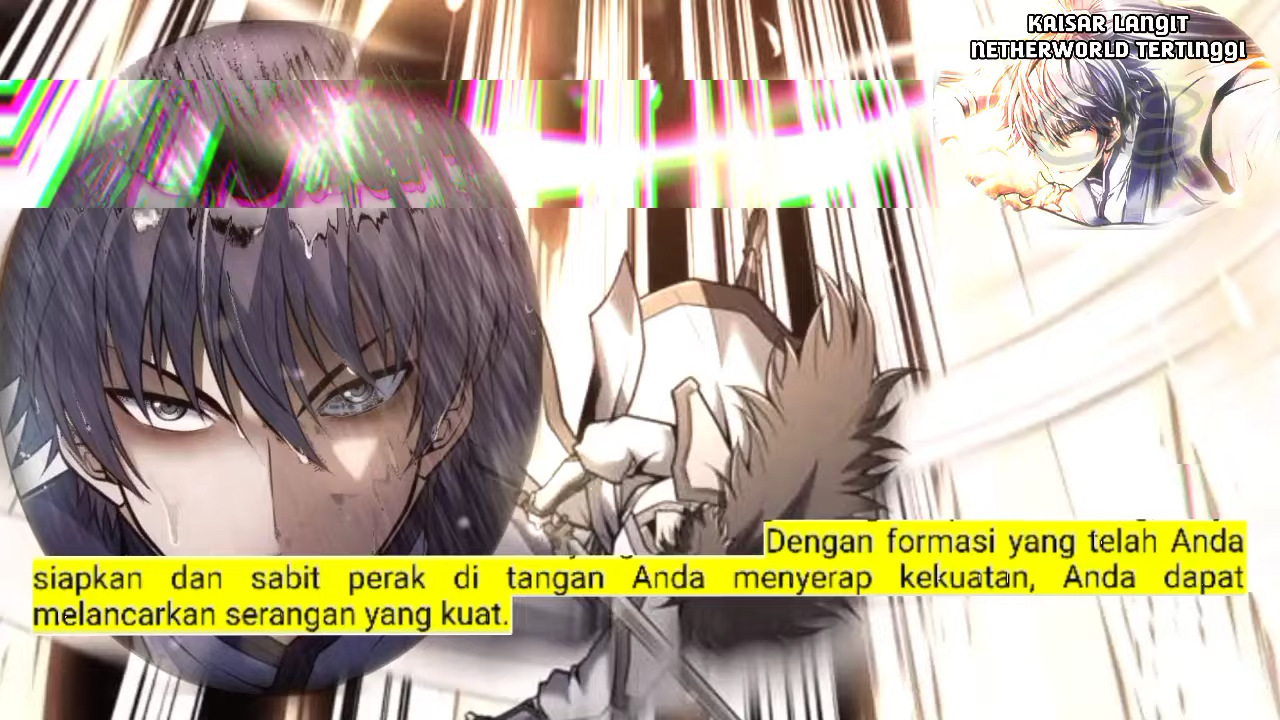 KAISAR LANGIT
NETHERWORLD TERTINGGI
Dengan formasi yang telah Anda
siapkan dan sabit perak di tangan Anda menyerap kekuatan, Anda dapat
melancarkan serangan yang kuat.